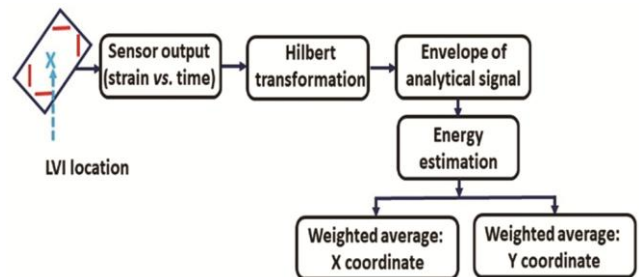 X
LVI location
Sensor output
(strain vs. time)
Hilbert
transformation
Envelope of
analytical signal
Energy
estimation
Weighted average:
X coordinate
Weighted average:
Y coordinate